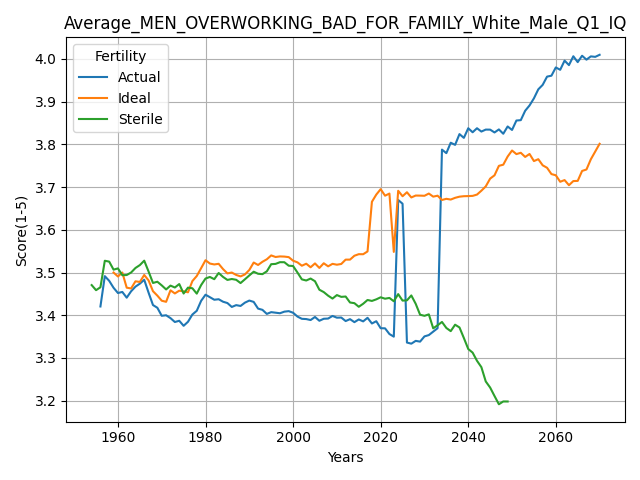 Average_MEN_OVERWORKING_BAD_FOR_FAMILY_White_Male_Q1_IQ
Fertility
Actual
Ideal
Sterile
Score(1-5)
4.0
3.9
3.8
3.7
3.6
3.5
3.4
3.3
3.2
1960 1980 2000 2020 2040 2060
Years